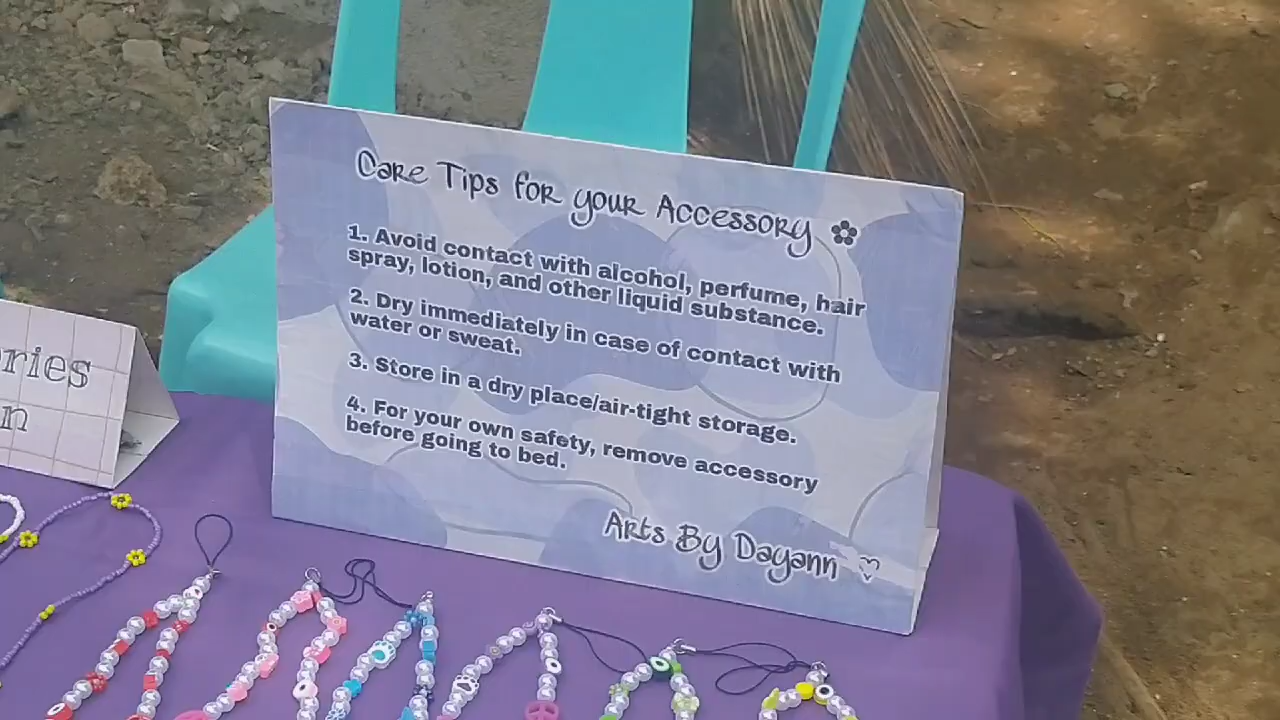 Care Tips for your Accessory
1. Avoid contact with alcohol, perfume, hair
spray, lotion, and other liquid substance.
2. Dry immediately in case of contact with
water or sweat.
3. Store in a dry place/air-tight storage.
4. For your own safety, remove accessory
before going to bed.
Arts By Dayann
ries
n